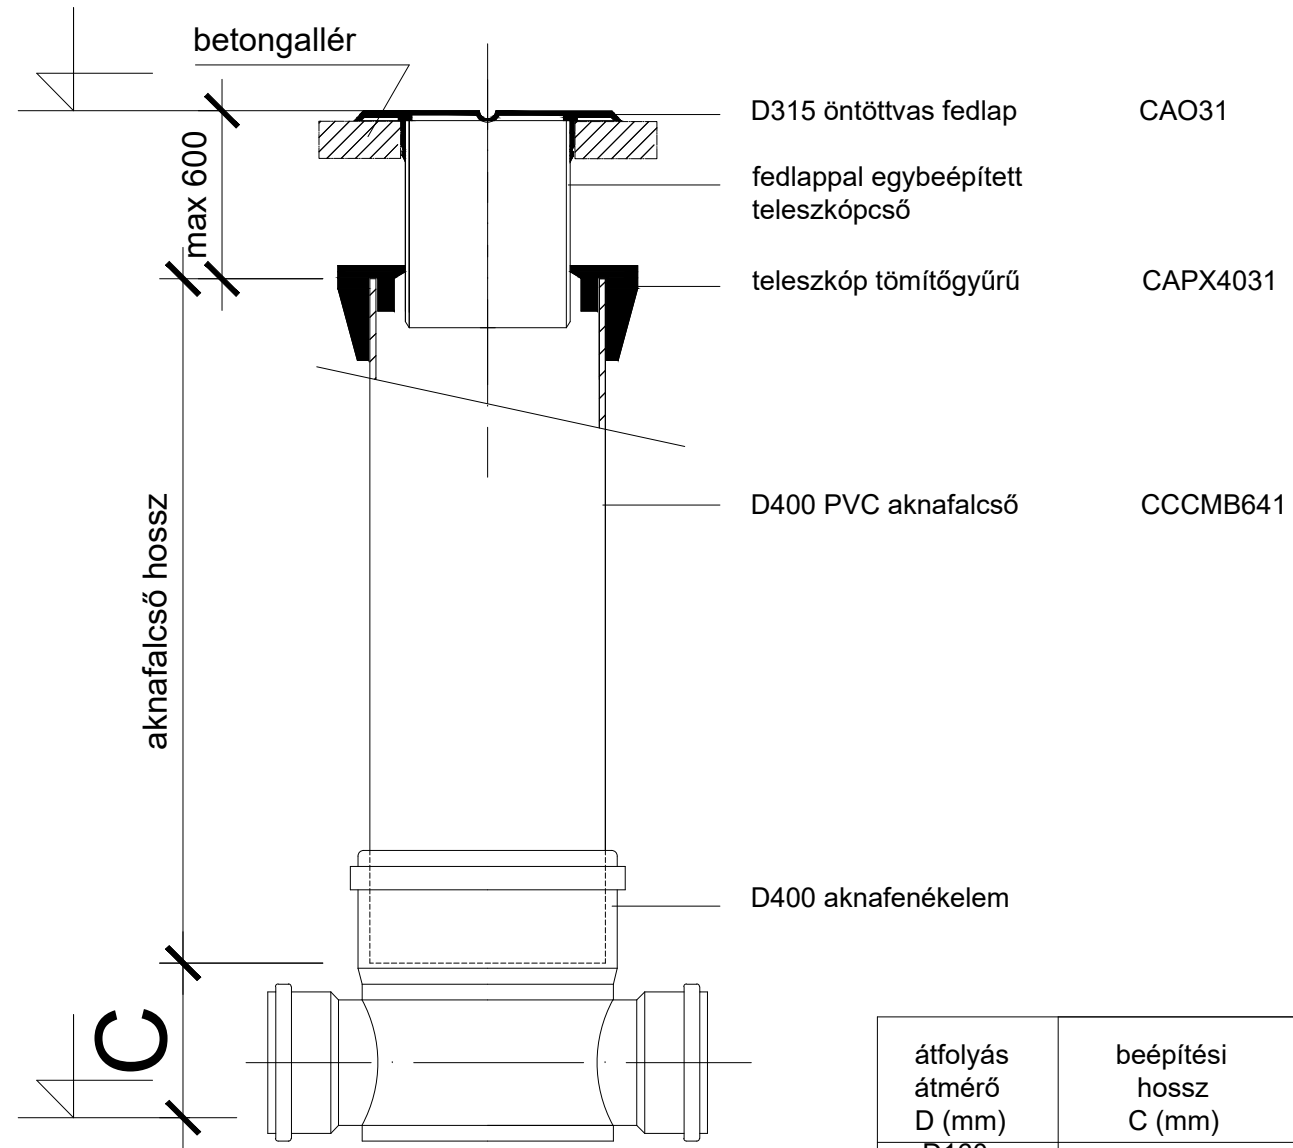 betongallér
D315 öntöttvas fedlap CAO31
max 600
fedlappal egybeépített
teleszkópcső
teleszkóp tömítőgyűrű CAPX4031
aknafalcső hossz
D400 PVC aknafalcső CCCMB641
D400 aknafenékelem
C
átfolyás
átmérő
D (mm)
beépítési
hossz
C (mm)